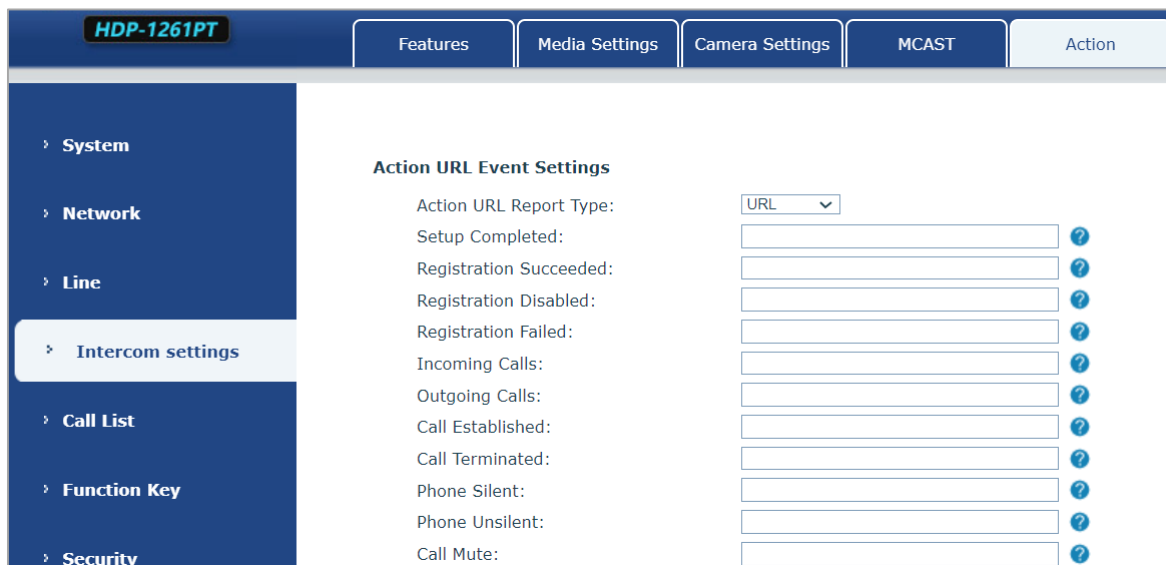 HDP-1261PT
Features
Media Settings
Camera Settings
MCAST
Action
System
Network
Line
Intercom settings
Call List
Function Key
Security
Action URL Event Settings
Action URL Report Type: URL
Setup Completed:
Registration Succeeded:
Registration Disabled:
Registration Failed:
Incoming Calls:
Outgoing Calls:
Call Established:
Call Terminated:
Phone Silent:
Phone Unsilent:
Call Mute: